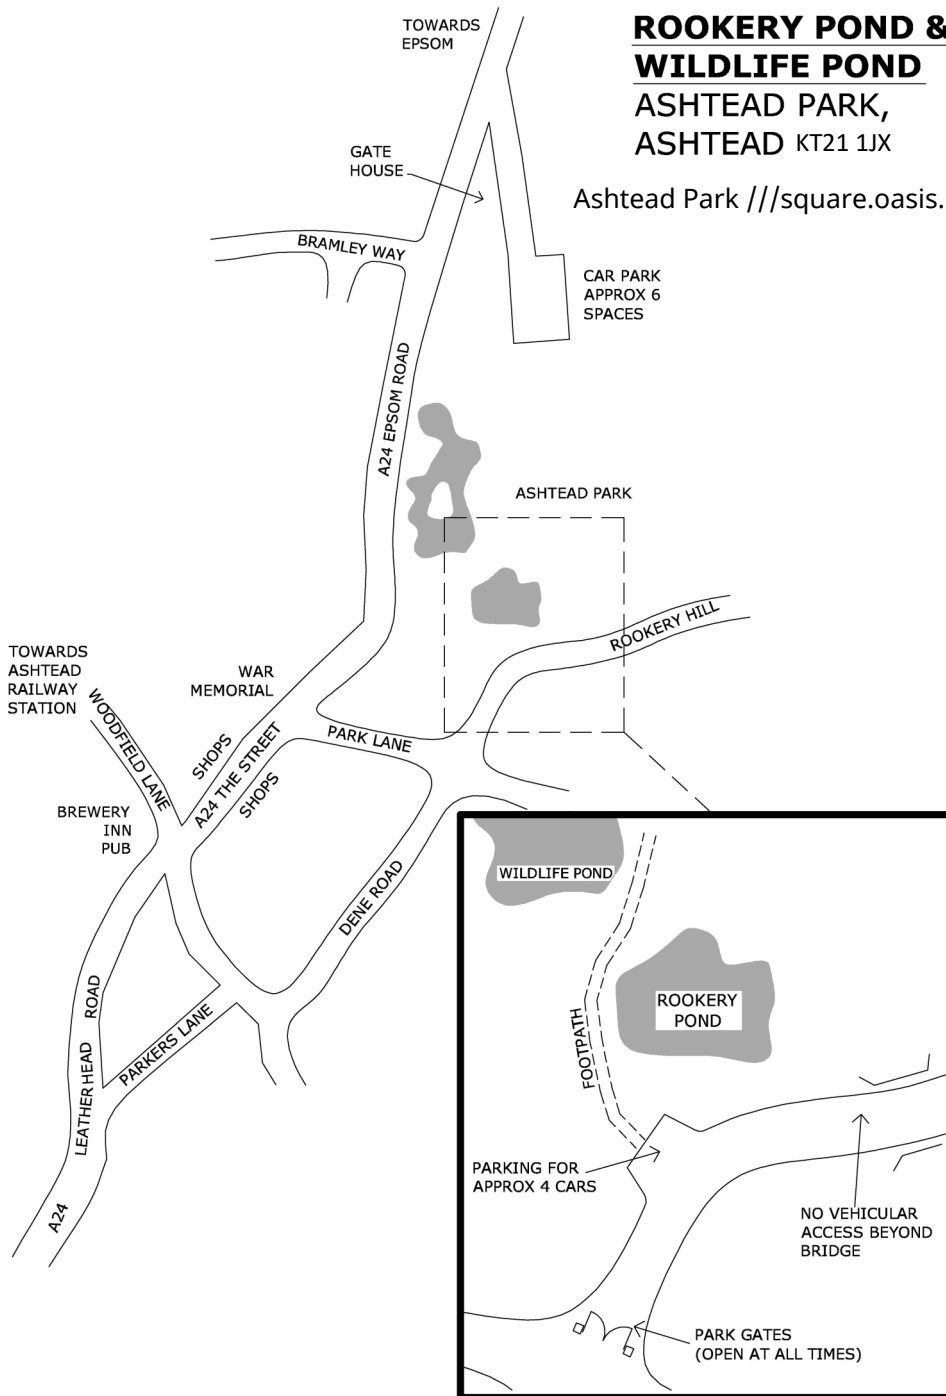 TOWARDS
EPSOM
ROOKERY POND &
WILDLIFE POND
ASHTEAD PARK,
ASHTEAD KT21 1JX
Ashtead Park ///square.oasis.
GATE
HOUSE
BRAMLEY WAY
CAR PARK
APPROX 6
SPACES
A24 EPSOM ROAD
ASHTEAD PARK
ROOKERY HILL
TOWARDS
ASHTEAD
RAILWAY
STATION
WAR
MEMORIAL
WOODFIELD LANE
SHOPS
A24 THE STREET
SHOPS
PARK LANE
BREWERY
INN
PUB
DENE ROAD
LEATHERHEAD ROAD
PARKERS LANE
A24
WILDLIFE POND
ROOKERY
POND
FOOTPATH
PARKING FOR
APPROX 4 CARS
NO VEHICULAR
ACCESS BEYOND
BRIDGE
PARK GATES
(OPEN AT ALL TIMES)